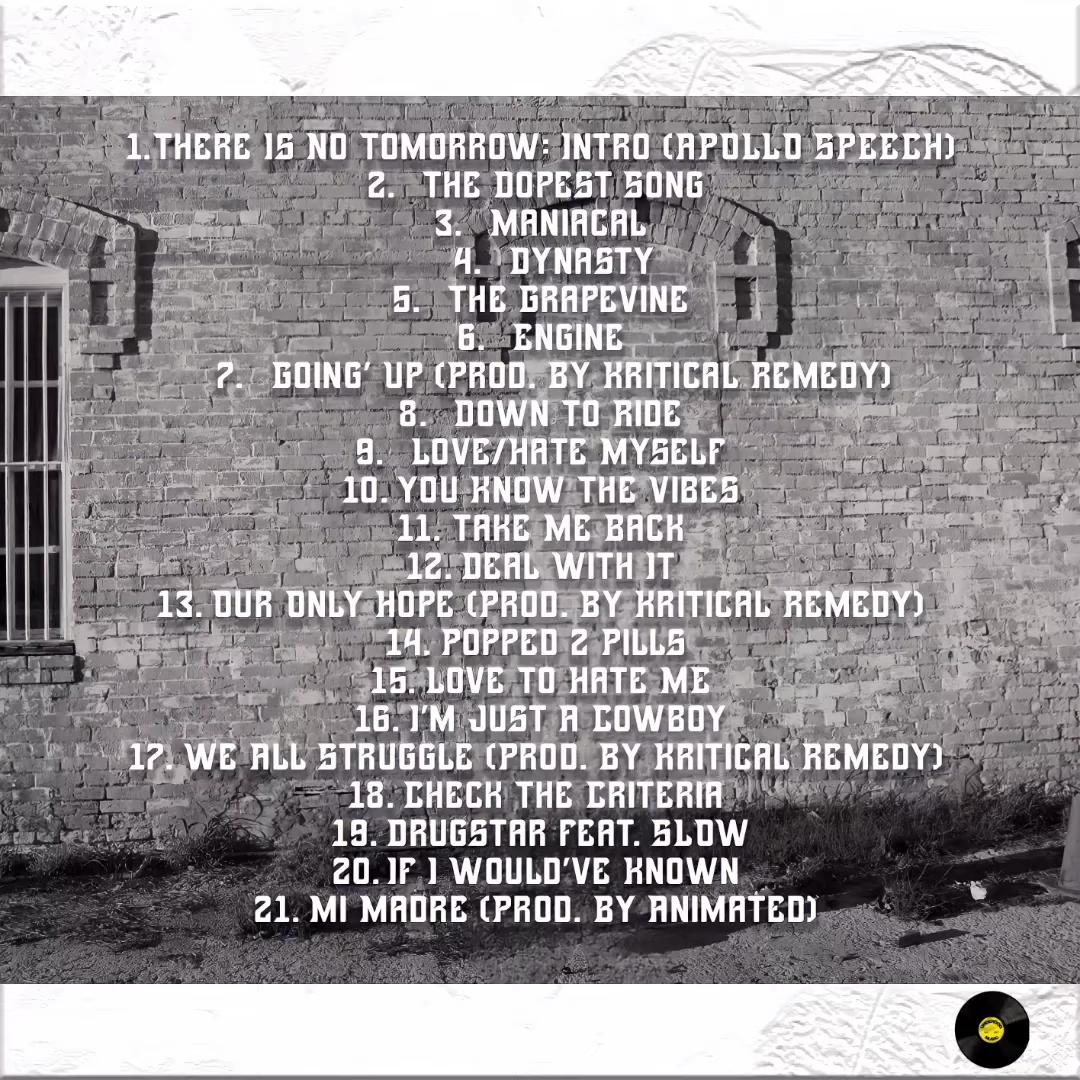 1. THERE IS NO TOMORROW: INTRO (APOLLO SPEECH)
2. THE DOPEST SONG
3. MANIACAL
4. DYNASTY
5. THE GRAPEVINE
6. ENGINE
7. GOING' UP (PROD. BY KRITICAL REMEDY)
8. DOWN TO RIDE
9. LOVE/HATE MYSELF
10. YOU KNOW THE VIBES
11. TAKE ME BACK
12. DEAL WITH IT
13. OUR ONLY HOPE (PROD. BY KRITICAL REMEDY)
14. POPPED 2 PILLS
15. LOVE TO HATE ME
16. I'M JUST A COWBOY
17. WE ALL STRUGGLE (PROD. BY KRITICAL REMEDY)
18. CHECK THE CRITERIA
19. DRUGSTAR FEAT. SLOW
20. IF I WOULD'VE KNOWN
21. MI MADRE (PROD. BY ANIMATED)
MUSIC